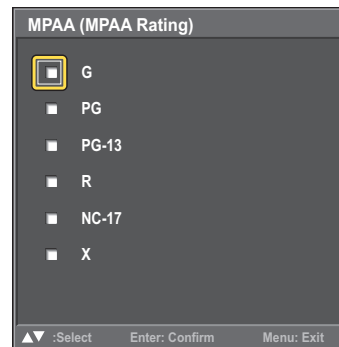 MPAA (MPAA Rating)
G
PG
PG-13
R
NC-17
X
▲▼ :Select Enter: Confirm Menu: Exit